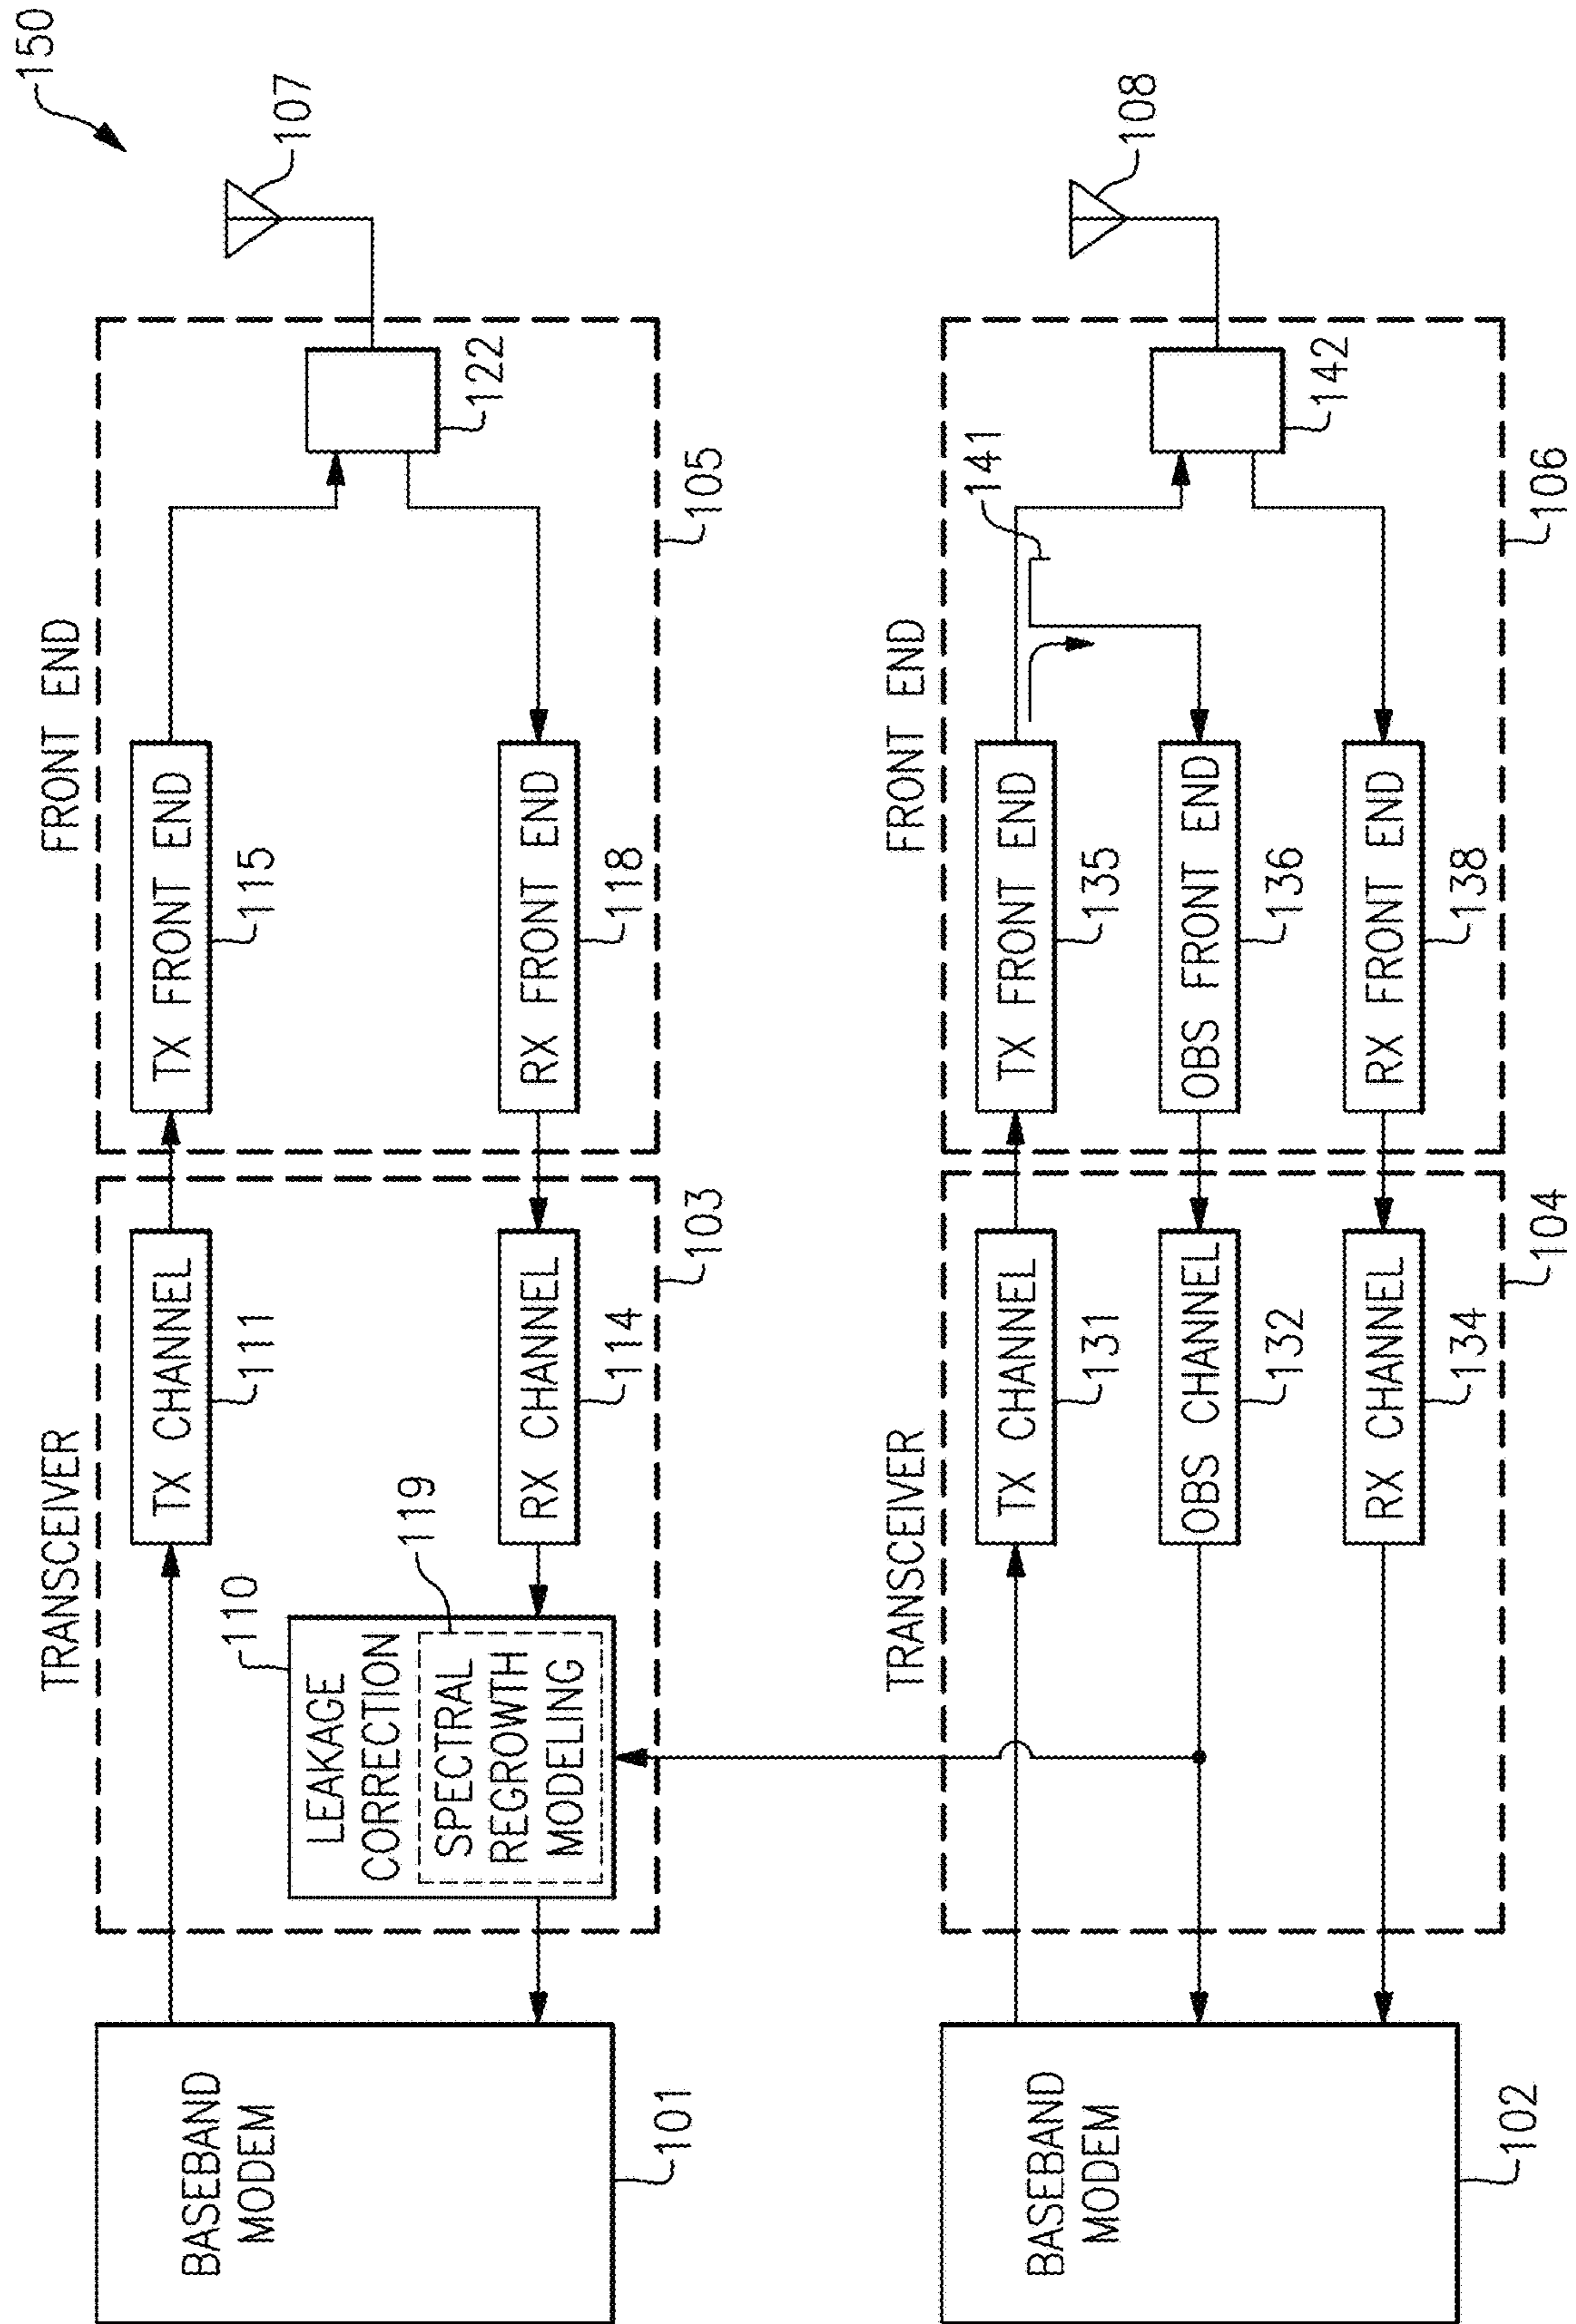 150
TRANSCEIVER
FRONT END
BASEBAND
MODEM
101
110
LEAKAGE
CORRECTION
SPECTRAL
REGROWTH
MODELING
119
TX CHANNEL
111
RX CHANNEL
114
103
TX FRONT END
115
RX FRONT END
118
122
105
107
TRANSCEIVER
FRONT END
BASEBAND
MODEM
102
TX CHANNEL
131
OBS CHANNEL
132
RX CHANNEL
134
104
TX FRONT END
135
OBS FRONT END
136
RX FRONT END
138
141
142
106
108